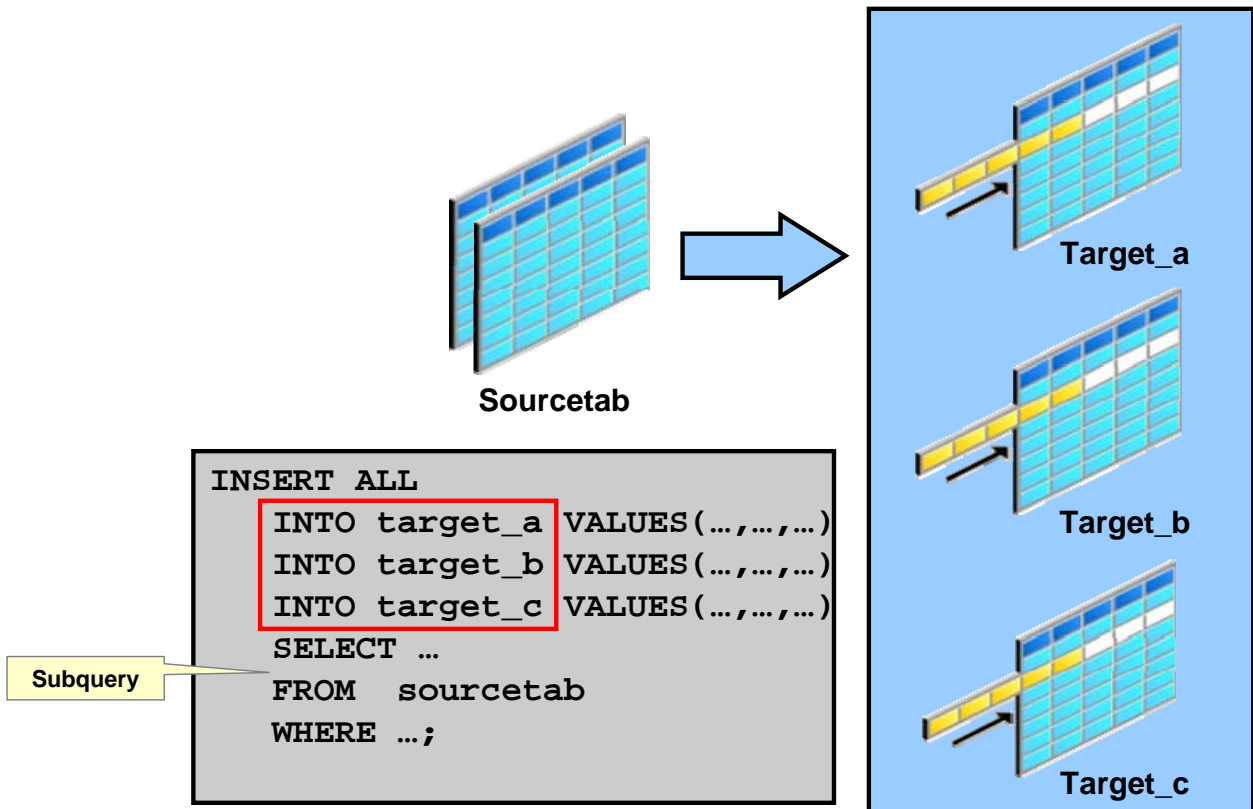 Target_a
Sourcetab
Target_b
Target_c
INSERT ALL
INTO target_a VALUES(…,…,…)
INTO target_b VALUES(…,…,…)
INTO target_c VALUES(…,…,…)
SELECT …
FROM sourcetab
WHERE …;
Subquery